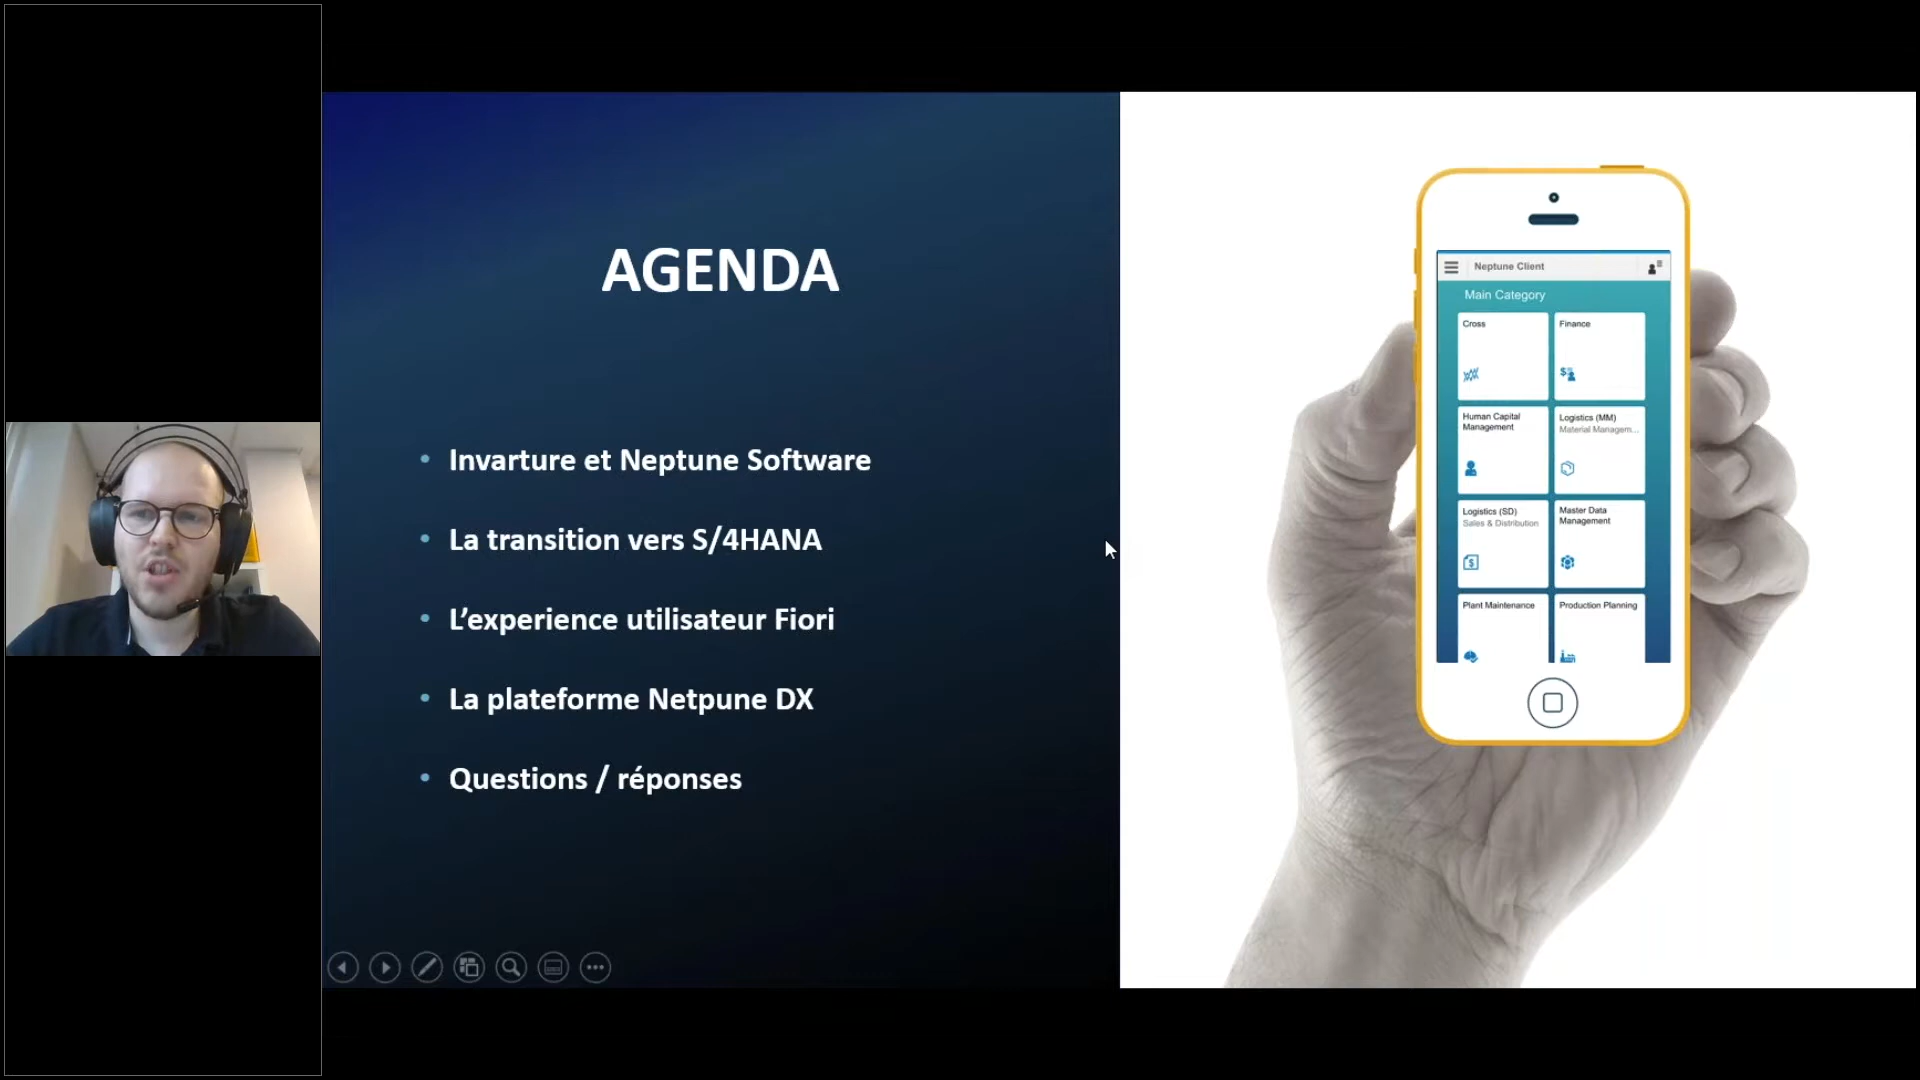 AGENDA
• Invarture et Neptune Software
• La transition vers S/4HANA
• L’experience utilisateur Fiori
• La plateforme Netpune DX
• Questions / réponses
Neptune Client
Main Category
Cross
Finance
Human Capital
Management
Logistics (MM)
Material Managem...
Logistics (SD)
Sales & Distribution
Master Data
Management
Plant Maintenance
Production Planning